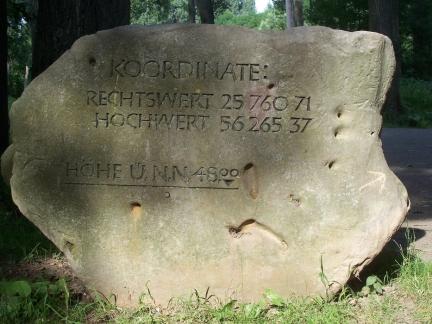 KOORDINATE:
RECHTSWERT 25 760 71
HOCHWERT 56 265 37
HÖHE Ü.N.N. 48,00